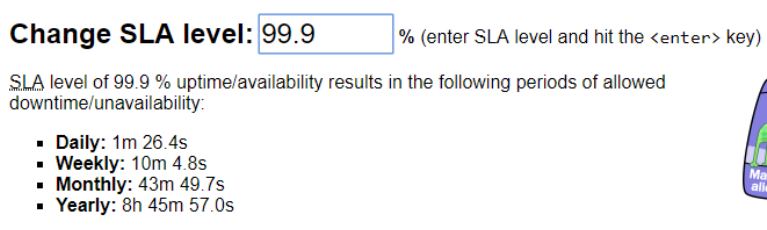 Change SLA level: 99.9 % (enter SLA level and hit the <enter> key)
SLA level of 99.9 % uptime/availability results in the following periods of allowed
downtime/unavailability:
▪ Daily: 1m 26.4s
▪ Weekly: 10m 4.8s
▪ Monthly: 43m 49.7s
▪ Yearly: 8h 45m 57.0s